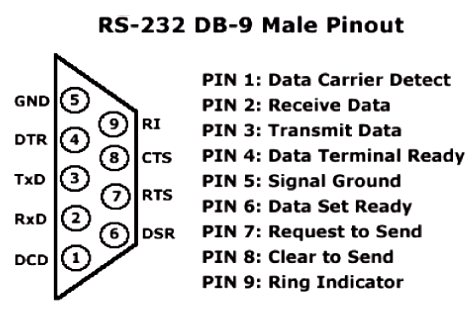 RS-232 DB-9 Male Pinout
GND 5
9 RI
DTR 4
8 CTS
TxD 3
7 RTS
RxD 2
6 DSR
DCD 1
PIN 1: Data Carrier Detect
PIN 2: Receive Data
PIN 3: Transmit Data
PIN 4: Data Terminal Ready
PIN 5: Signal Ground
PIN 6: Data Set Ready
PIN 7: Request to Send
PIN 8: Clear to Send
PIN 9: Ring Indicator